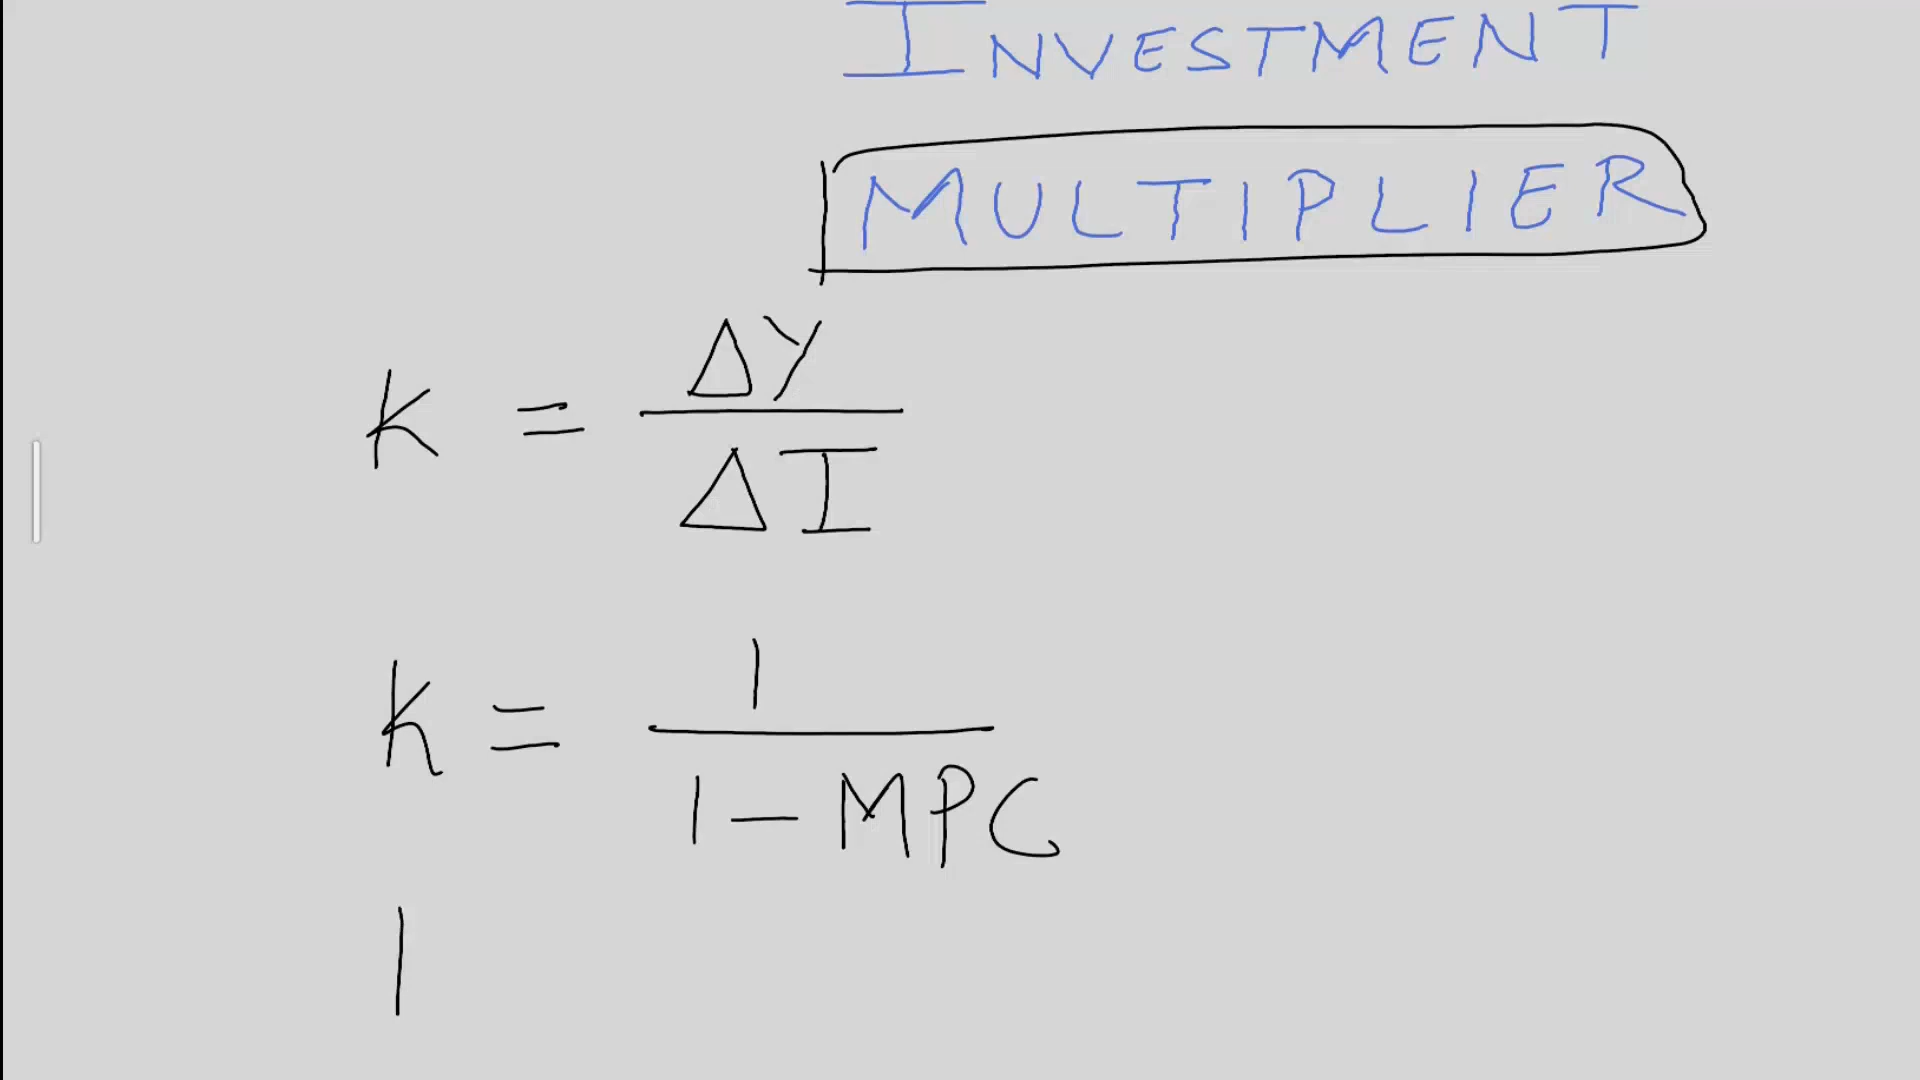 INVESTMENT
MULTIPLIER
K = ΔY / ΔI
K = 1 / 1 - MPC
|